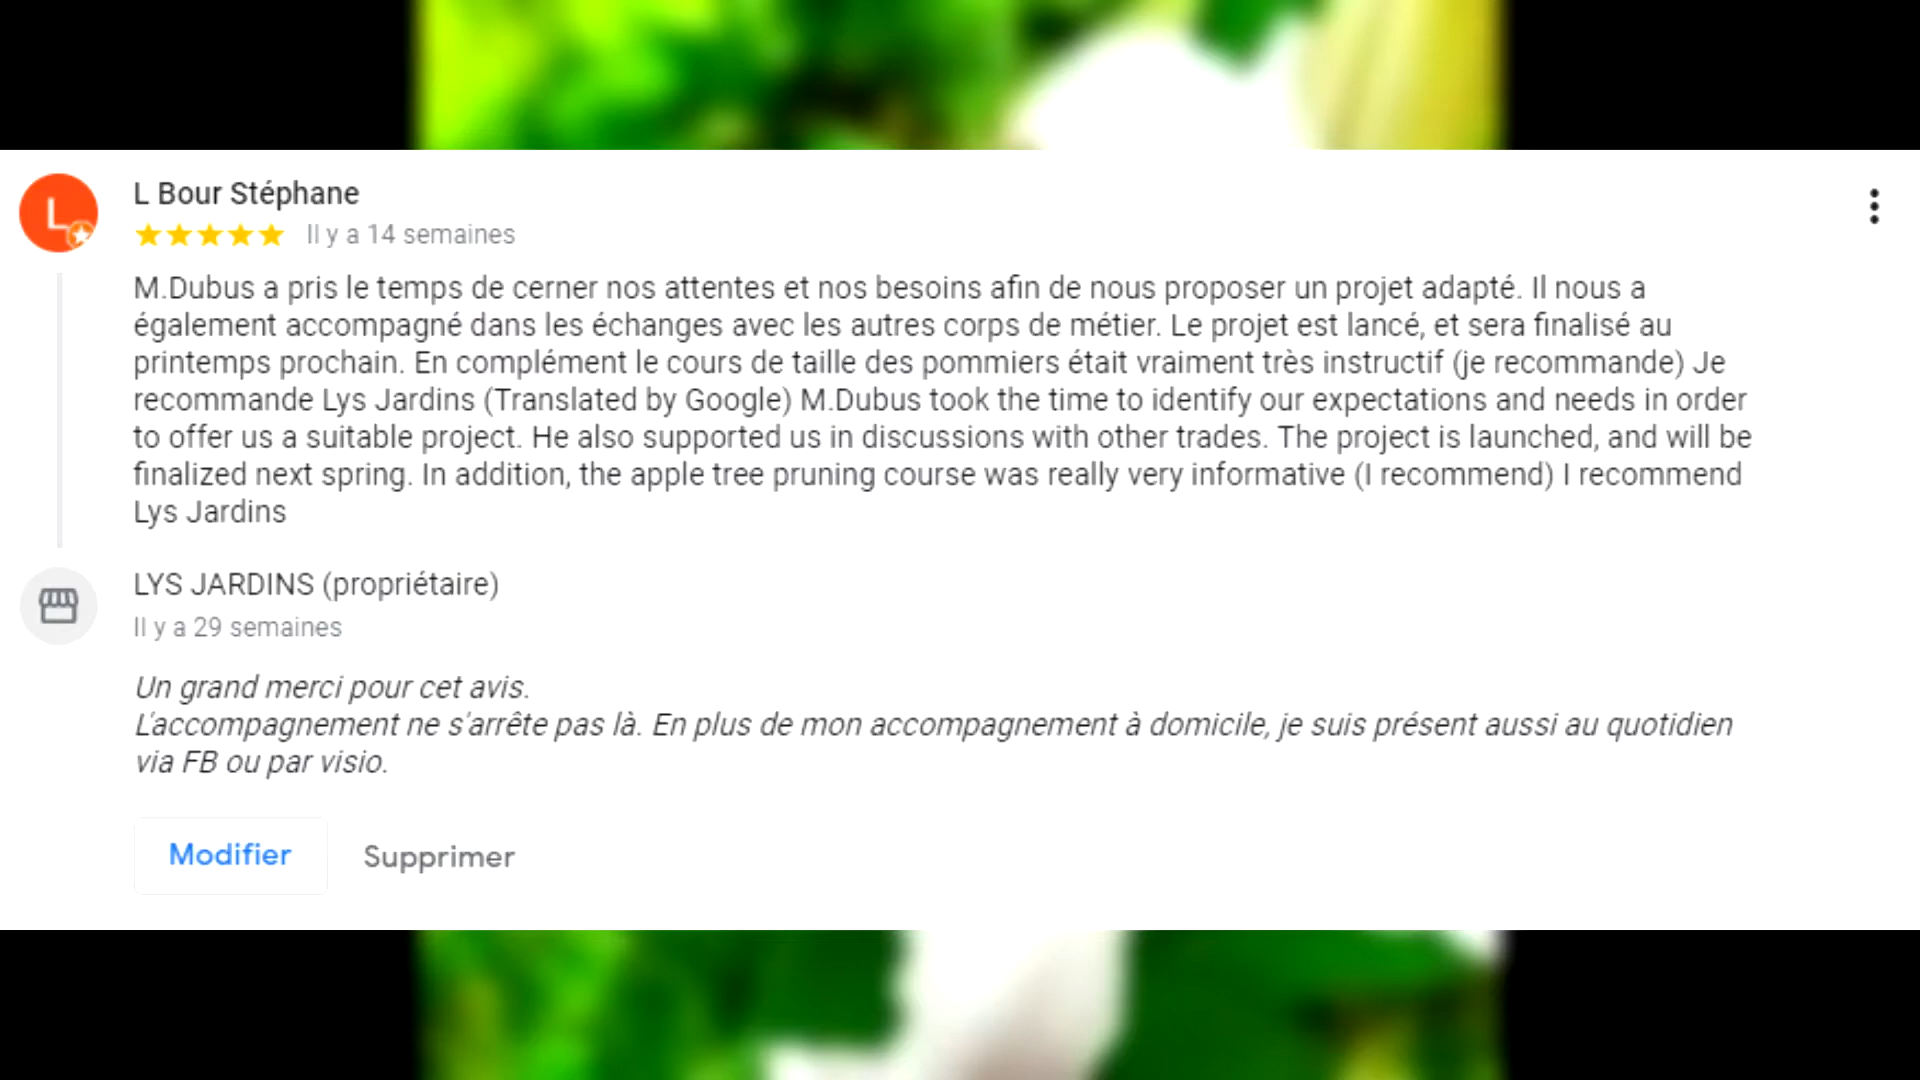 L Bour Stéphane
Il y a 14 semaines
M.Dubus a pris le temps de cerner nos attentes et nos besoins afin de nous proposer un projet adapté. Il nous a
également accompagné dans les échanges avec les autres corps de métier. Le projet est lancé, et sera finalisé au
printemps prochain. En complément le cours de taille des pommiers était vraiment très instructif (je recommande) Je
recommande Lys Jardins (Translated by Google) M.Dubus took the time to identify our expectations and needs in order
to offer us a suitable project. He also supported us in discussions with other trades. The project is launched, and will be
finalized next spring. In addition, the apple tree pruning course was really very informative (I recommend) I recommend
Lys Jardins
LYS JARDINS (propriétaire)
Il y a 29 semaines
Un grand merci pour cet avis.
L'accompagnement ne s'arrête pas là. En plus de mon accompagnement à domicile, je suis présent aussi au quotidien
via FB ou par visio.
Modifier Supprimer